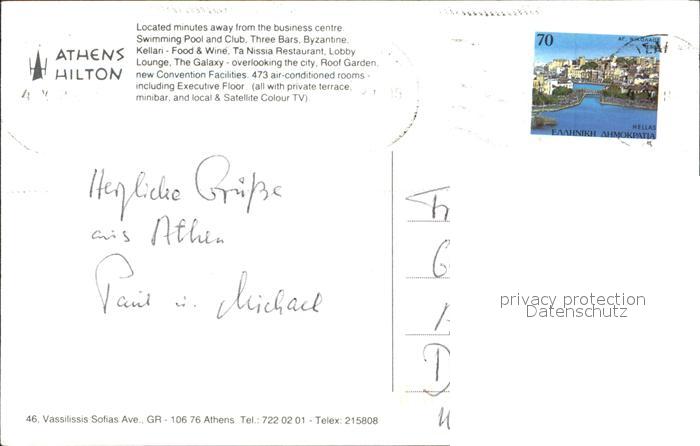 Located minutes away from the business centre.
Swimming Pool and Club, Three Bars, Byzantine,
Kellari - Food & Wine, Ta Nissia Restaurant, Lobby
Lounge, The Galaxy - overlooking the city, Roof Garden,
new Convention Facilities. 473 air-conditioned rooms -
including Executive Floor. (all with private terrace,
minibar, and local & Satellite Colour TV).
ATHENS
HILTON
70
ΑΓ. ΝΙΚΟΛΑΟΣ
HELLAS
ΕΛΛΗΝΙΚΗ ΔΗΜΟΚΡΑΤΙΑ
Herzliche Grüße
aus Athen
Paul u. Michael
privacy protection
Datenschutz
46, Vassilissis Sofias Ave., GR - 106 76 Athens. Tel.: 722 02 01 - Telex: 215808